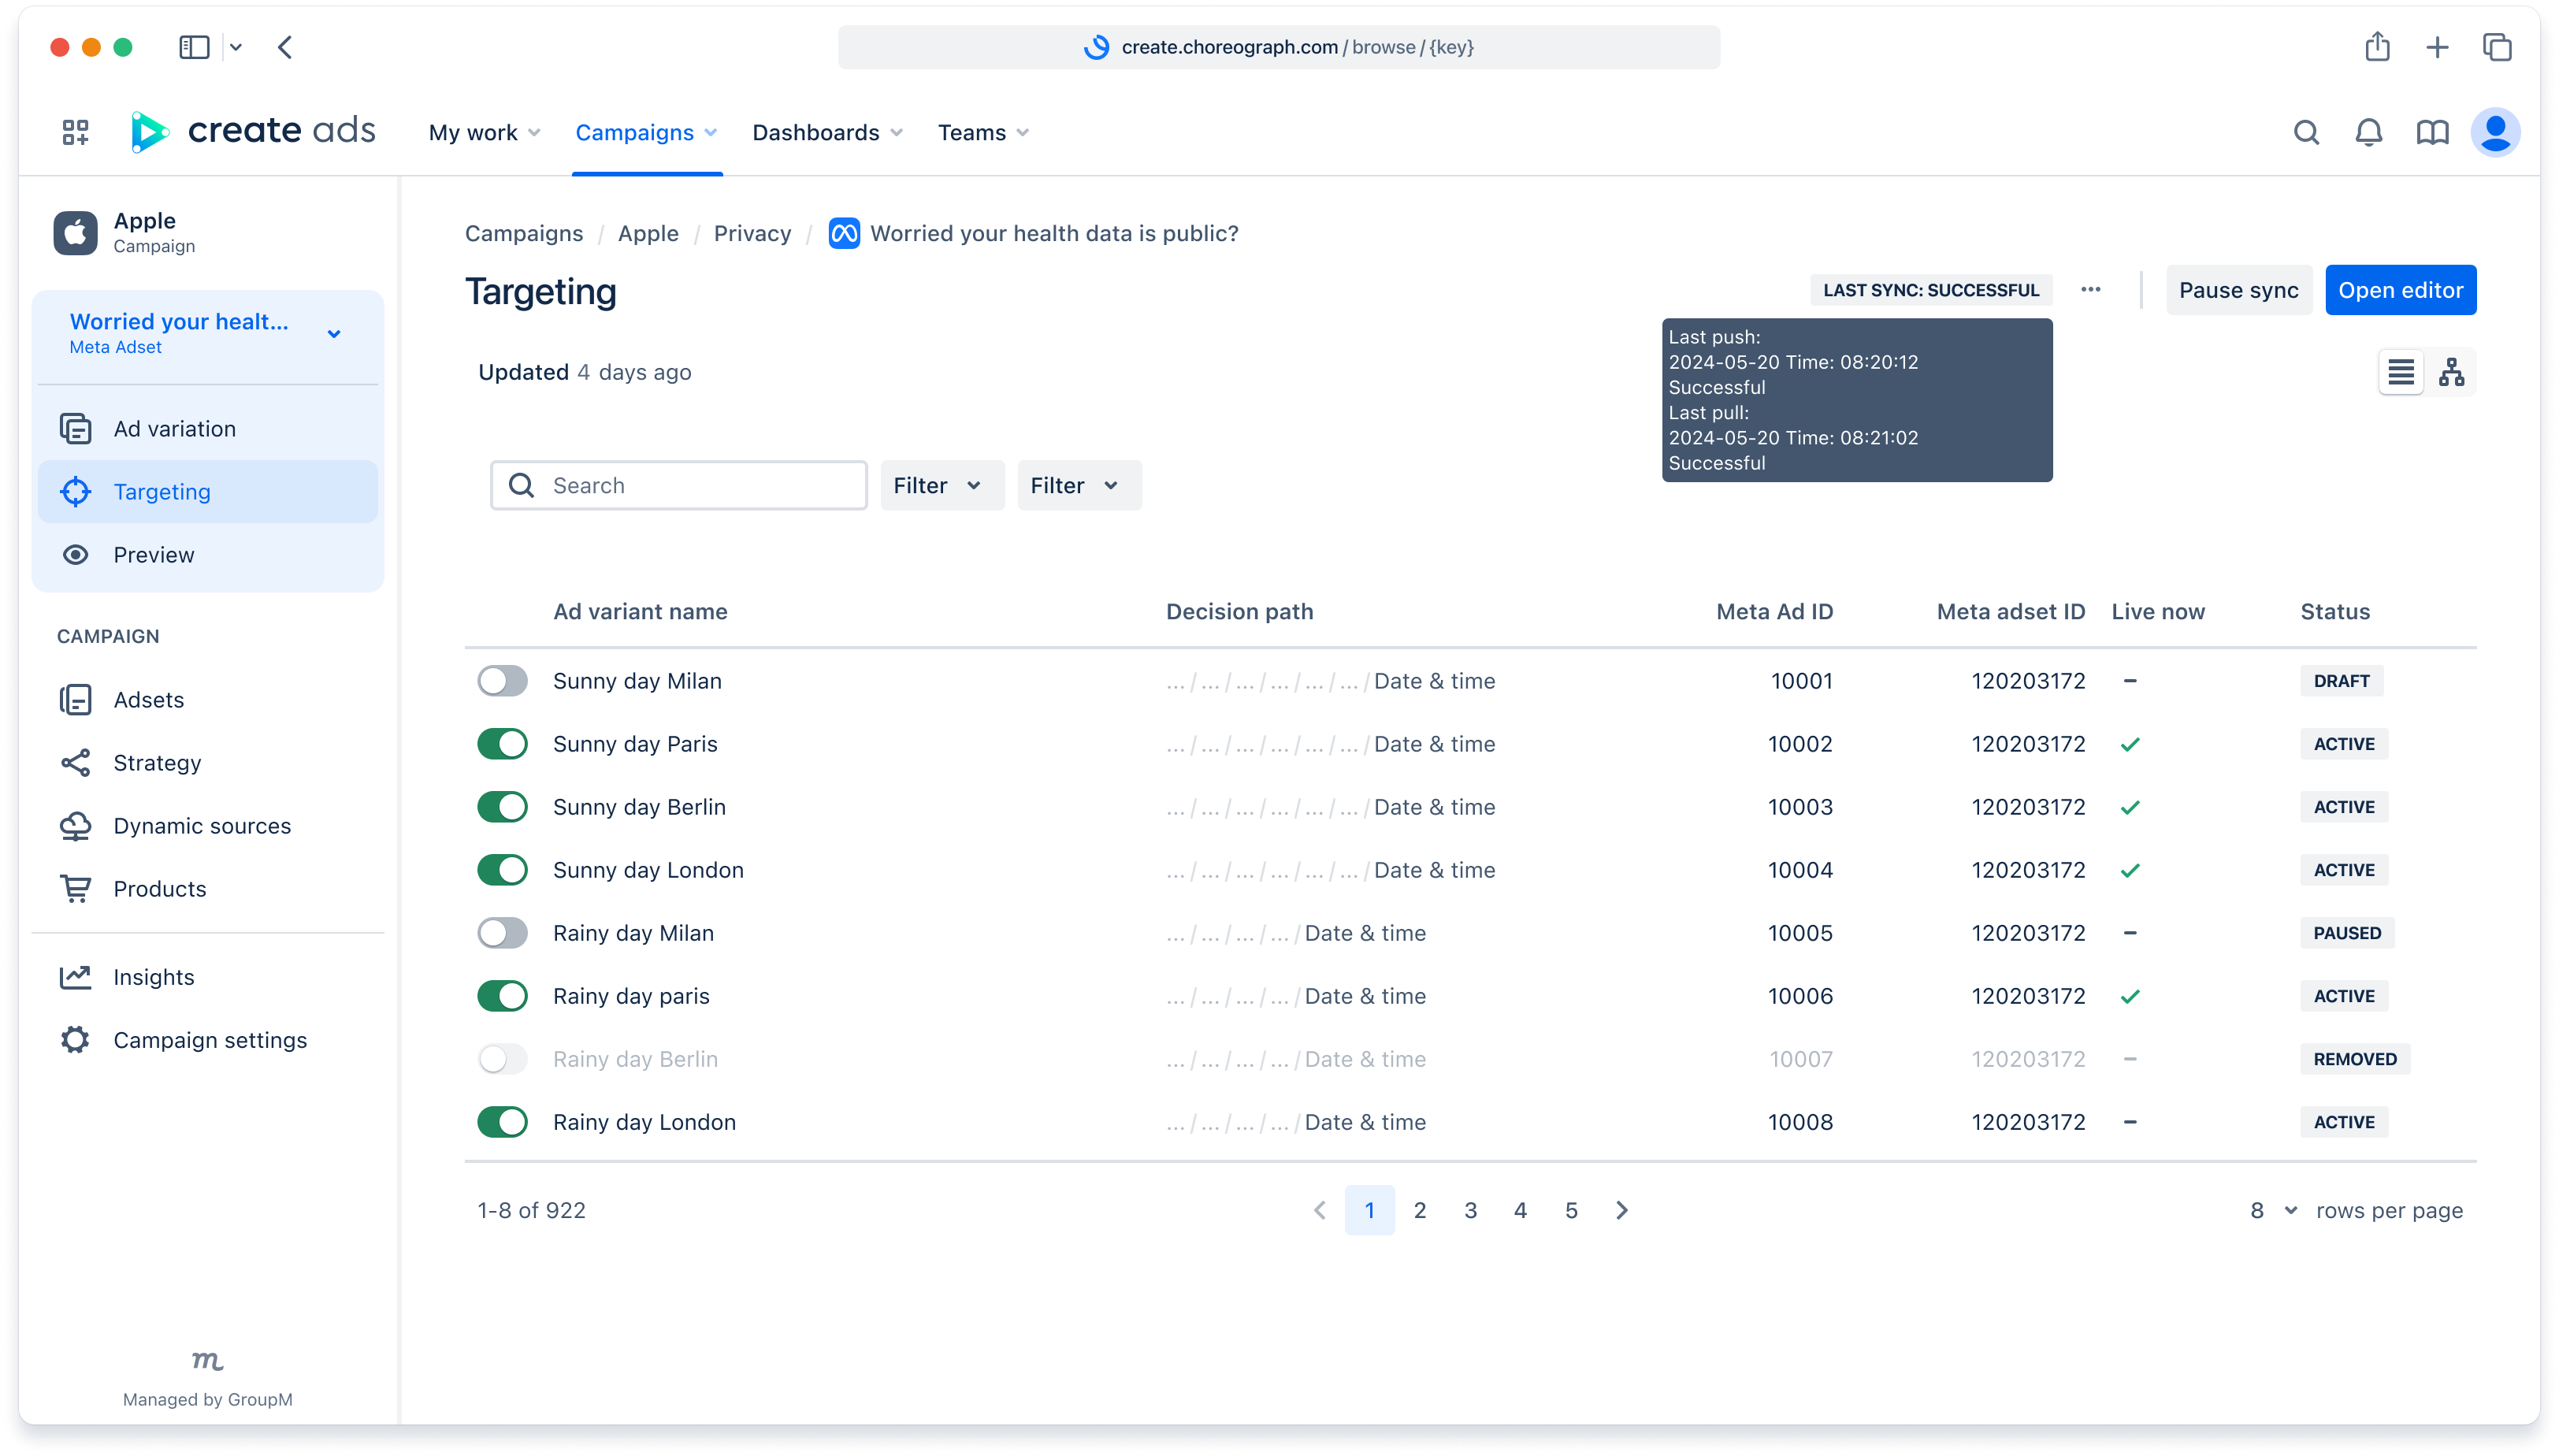 create.choreograph.com / browse / {key}
create ads
My work
Campaigns
Dashboards
Teams
Apple
Campaign
Worried your healt...
Meta Adset
Ad variation
Targeting
Preview
CAMPAIGN
Adsets
Strategy
Dynamic sources
Products
Insights
Campaign settings
m
Managed by GroupM
Campaigns / Apple / Privacy / Worried your health data is public?
Targeting
LAST SYNC: SUCCESSFUL
Pause sync
Open editor
Last push:
2024-05-20 Time: 08:20:12
Successful
Last pull:
2024-05-20 Time: 08:21:02
Successful
Updated 4 days ago
Search
Filter
Filter
Ad variant name Decision path Meta Ad ID Meta adset ID Live now Status
Sunny day Milan ... / ... / ... / ... / ... / ... / Date & time 10001 120203172 – DRAFT
Sunny day Paris ... / ... / ... / ... / ... / ... / Date & time 10002 120203172 ACTIVE
Sunny day Berlin ... / ... / ... / ... / ... / ... / Date & time 10003 120203172 ACTIVE
Sunny day London ... / ... / ... / ... / ... / ... / Date & time 10004 120203172 ACTIVE
Rainy day Milan ... / ... / ... / ... / Date & time 10005 120203172 – PAUSED
Rainy day paris ... / ... / ... / ... / Date & time 10006 120203172 ACTIVE
Rainy day Berlin ... / ... / ... / ... / Date & time 10007 120203172 – REMOVED
Rainy day London ... / ... / ... / ... / Date & time 10008 120203172 – ACTIVE
1-8 of 922
1 2 3 4 5
8 rows per page